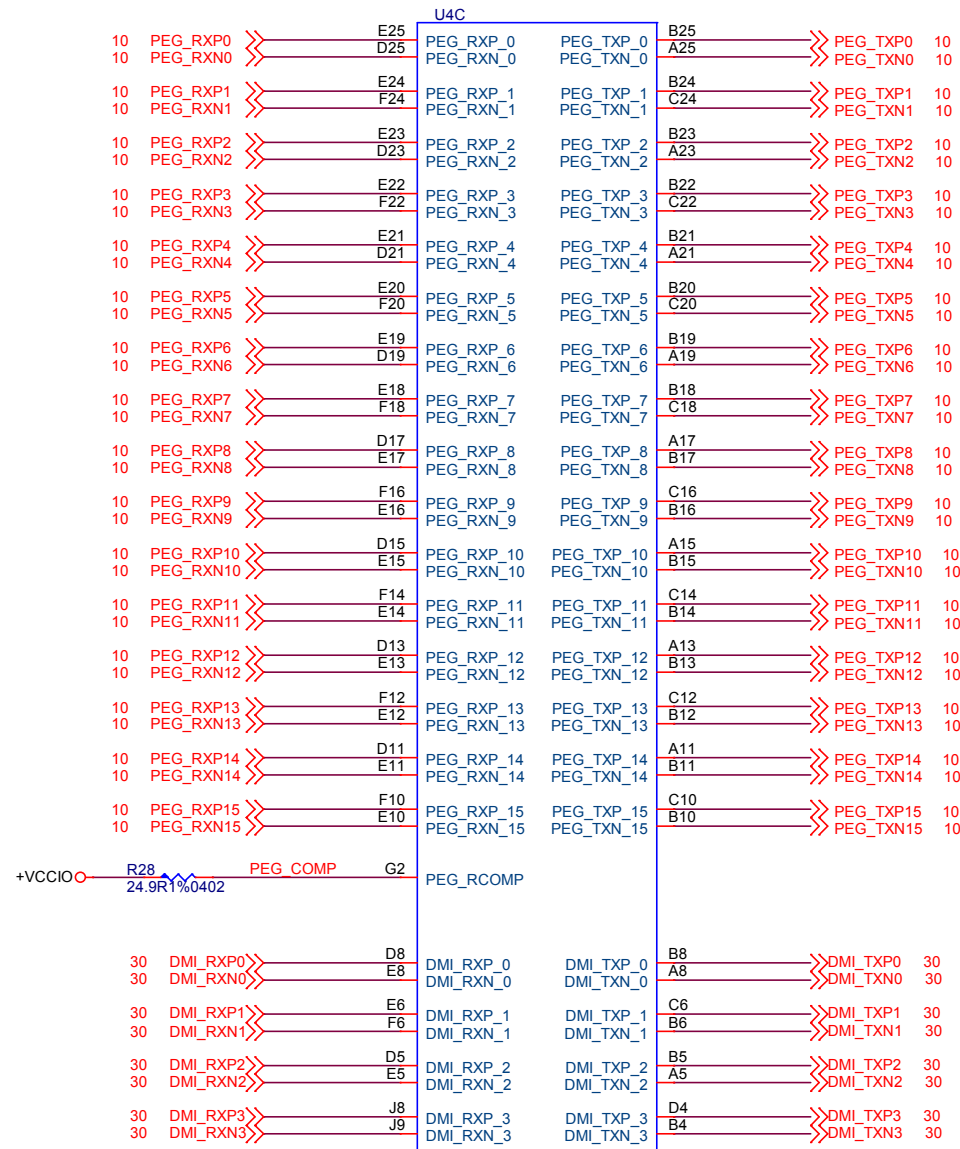 U4C
10 PEG_RXP0 E25 PEG_RXP_0 PEG_TXP_0 B25 PEG_TXP0 10
10 PEG_RXN0 D25 PEG_RXN_0 PEG_TXN_0 A25 PEG_TXN0 10
10 PEG_RXP1 E24 PEG_RXP_1 PEG_TXP_1 B24 PEG_TXP1 10
10 PEG_RXN1 F24 PEG_RXN_1 PEG_TXN_1 C24 PEG_TXN1 10
10 PEG_RXP2 E23 PEG_RXP_2 PEG_TXP_2 B23 PEG_TXP2 10
10 PEG_RXN2 D23 PEG_RXN_2 PEG_TXN_2 A23 PEG_TXN2 10
10 PEG_RXP3 E22 PEG_RXP_3 PEG_TXP_3 B22 PEG_TXP3 10
10 PEG_RXN3 F22 PEG_RXN_3 PEG_TXN_3 C22 PEG_TXN3 10
10 PEG_RXP4 E21 PEG_RXP_4 PEG_TXP_4 B21 PEG_TXP4 10
10 PEG_RXN4 D21 PEG_RXN_4 PEG_TXN_4 A21 PEG_TXN4 10
10 PEG_RXP5 E20 PEG_RXP_5 PEG_TXP_5 B20 PEG_TXP5 10
10 PEG_RXN5 F20 PEG_RXN_5 PEG_TXN_5 C20 PEG_TXN5 10
10 PEG_RXP6 E19 PEG_RXP_6 PEG_TXP_6 B19 PEG_TXP6 10
10 PEG_RXN6 D19 PEG_RXN_6 PEG_TXN_6 A19 PEG_TXN6 10
10 PEG_RXP7 E18 PEG_RXP_7 PEG_TXP_7 B18 PEG_TXP7 10
10 PEG_RXN7 F18 PEG_RXN_7 PEG_TXN_7 C18 PEG_TXN7 10
10 PEG_RXP8 D17 PEG_RXP_8 PEG_TXP_8 A17 PEG_TXP8 10
10 PEG_RXN8 E17 PEG_RXN_8 PEG_TXN_8 B17 PEG_TXN8 10
10 PEG_RXP9 F16 PEG_RXP_9 PEG_TXP_9 C16 PEG_TXP9 10
10 PEG_RXN9 E16 PEG_RXN_9 PEG_TXN_9 B16 PEG_TXN9 10
10 PEG_RXP10 D15 PEG_RXP_10 PEG_TXP_10 A15 PEG_TXP10 10
10 PEG_RXN10 E15 PEG_RXN_10 PEG_TXN_10 B15 PEG_TXN10 10
10 PEG_RXP11 F14 PEG_RXP_11 PEG_TXP_11 C14 PEG_TXP11 10
10 PEG_RXN11 E14 PEG_RXN_11 PEG_TXN_11 B14 PEG_TXN11 10
10 PEG_RXP12 D13 PEG_RXP_12 PEG_TXP_12 A13 PEG_TXP12 10
10 PEG_RXN12 E13 PEG_RXN_12 PEG_TXN_12 B13 PEG_TXN12 10
10 PEG_RXP13 F12 PEG_RXP_13 PEG_TXP_13 C12 PEG_TXP13 10
10 PEG_RXN13 E12 PEG_RXN_13 PEG_TXN_13 B12 PEG_TXN13 10
10 PEG_RXP14 D11 PEG_RXP_14 PEG_TXP_14 A11 PEG_TXP14 10
10 PEG_RXN14 E11 PEG_RXN_14 PEG_TXN_14 B11 PEG_TXN14 10
10 PEG_RXP15 F10 PEG_RXP_15 PEG_TXP_15 C10 PEG_TXP15 10
10 PEG_RXN15 E10 PEG_RXN_15 PEG_TXN_15 B10 PEG_TXN15 10
+VCCIO R28 PEG_COMP G2 PEG_RCOMP
24.9R1%0402
30 DMI_RXP0 D8 DMI_RXP_0 DMI_TXP_0 B8 DMI_TXP0 30
30 DMI_RXN0 E8 DMI_RXN_0 DMI_TXN_0 A8 DMI_TXN0 30
30 DMI_RXP1 E6 DMI_RXP_1 DMI_TXP_1 C6 DMI_TXP1 30
30 DMI_RXN1 F6 DMI_RXN_1 DMI_TXN_1 B6 DMI_TXN1 30
30 DMI_RXP2 D5 DMI_RXP_2 DMI_TXP_2 B5 DMI_TXP2 30
30 DMI_RXN2 E5 DMI_RXN_2 DMI_TXN_2 A5 DMI_TXN2 30
30 DMI_RXP3 J8 DMI_RXP_3 DMI_TXP_3 D4 DMI_TXP3 30
30 DMI_RXN3 J9 DMI_RXN_3 DMI_TXN_3 B4 DMI_TXN3 30